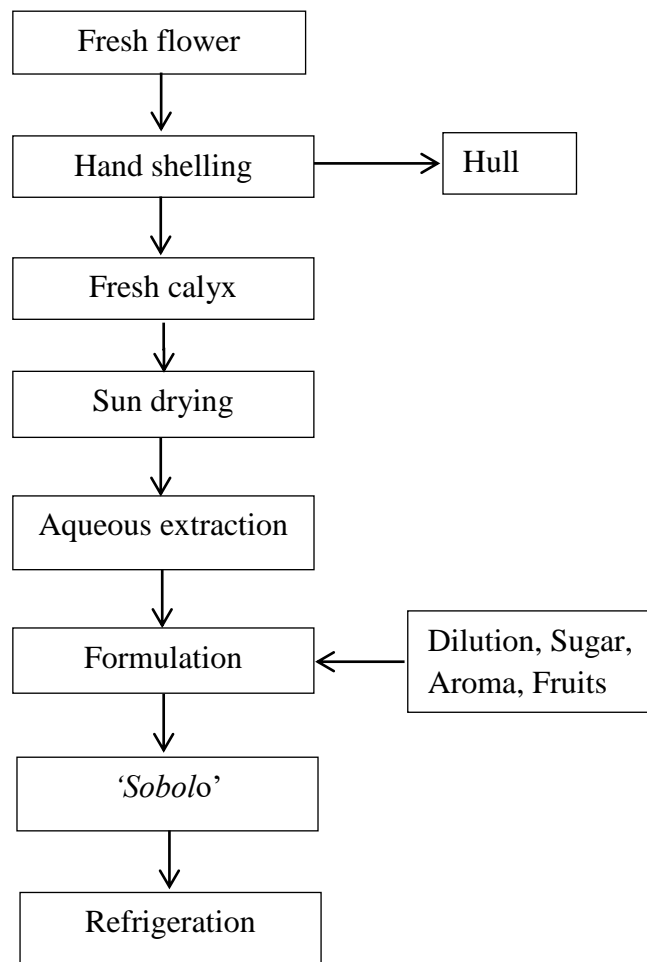 Fresh flower
Hand shelling
Hull
Fresh calyx
Sun drying
Aqueous extraction
Formulation
Dilution, Sugar,
Aroma, Fruits
‘Sobolo’
Refrigeration